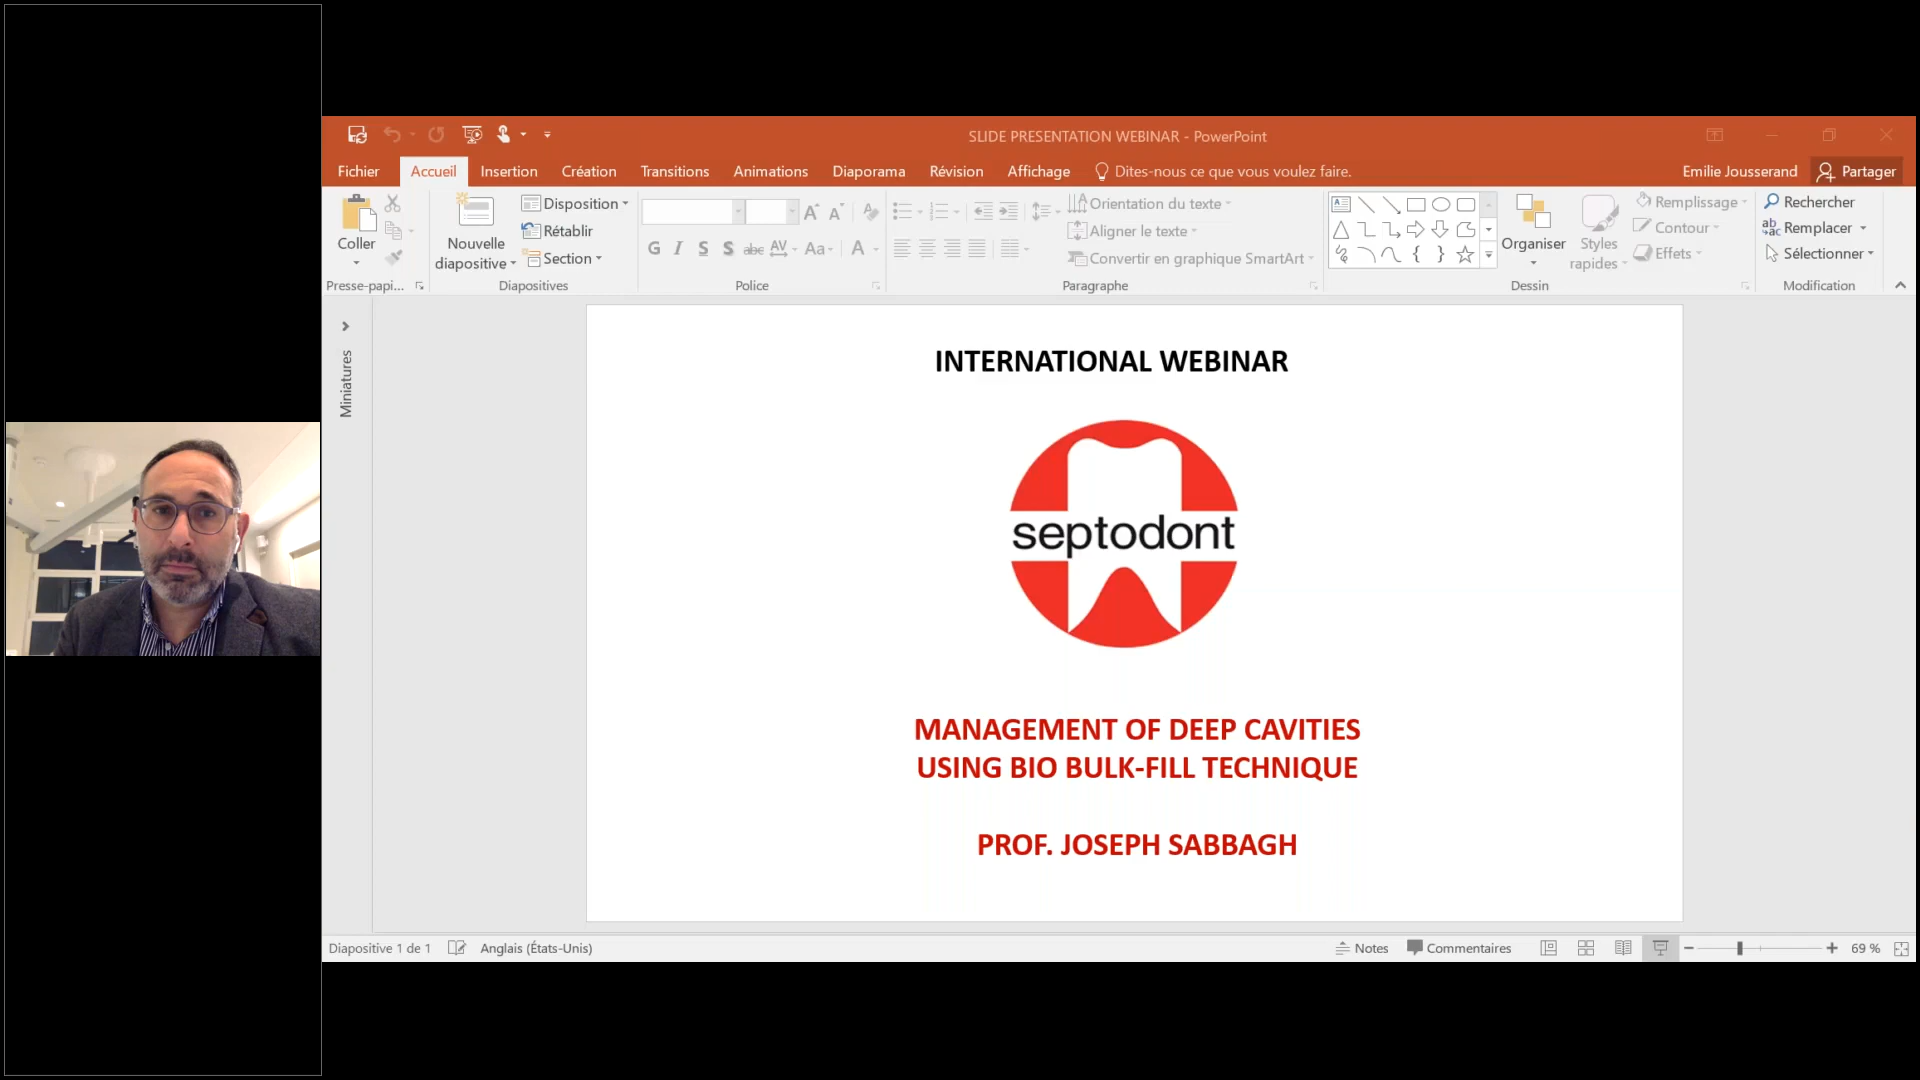 SLIDE PRESENTATION WEBINAR - PowerPoint
Fichier Accueil Insertion Création Transitions Animations Diaporama Révision Affichage Dites-nous ce que vous voulez faire. Emilie Jousserand Partager
Coller
Nouvelle
diapositive
Disposition
Rétablir
Section
G I S S abc AV Aa A
Orientation du texte
Aligner le texte
Convertir en graphique SmartArt
Organiser
Styles
rapides
Remplissage
Contour
Effets
Rechercher
Remplacer
Sélectionner
Presse-papi... Diapositives Police Paragraphe Dessin Modification
Miniatures
INTERNATIONAL WEBINAR
septodont
MANAGEMENT OF DEEP CAVITIES
USING BIO BULK-FILL TECHNIQUE
PROF. JOSEPH SABBAGH
Diapositive 1 de 1 Anglais (États-Unis) Notes Commentaires 69 %